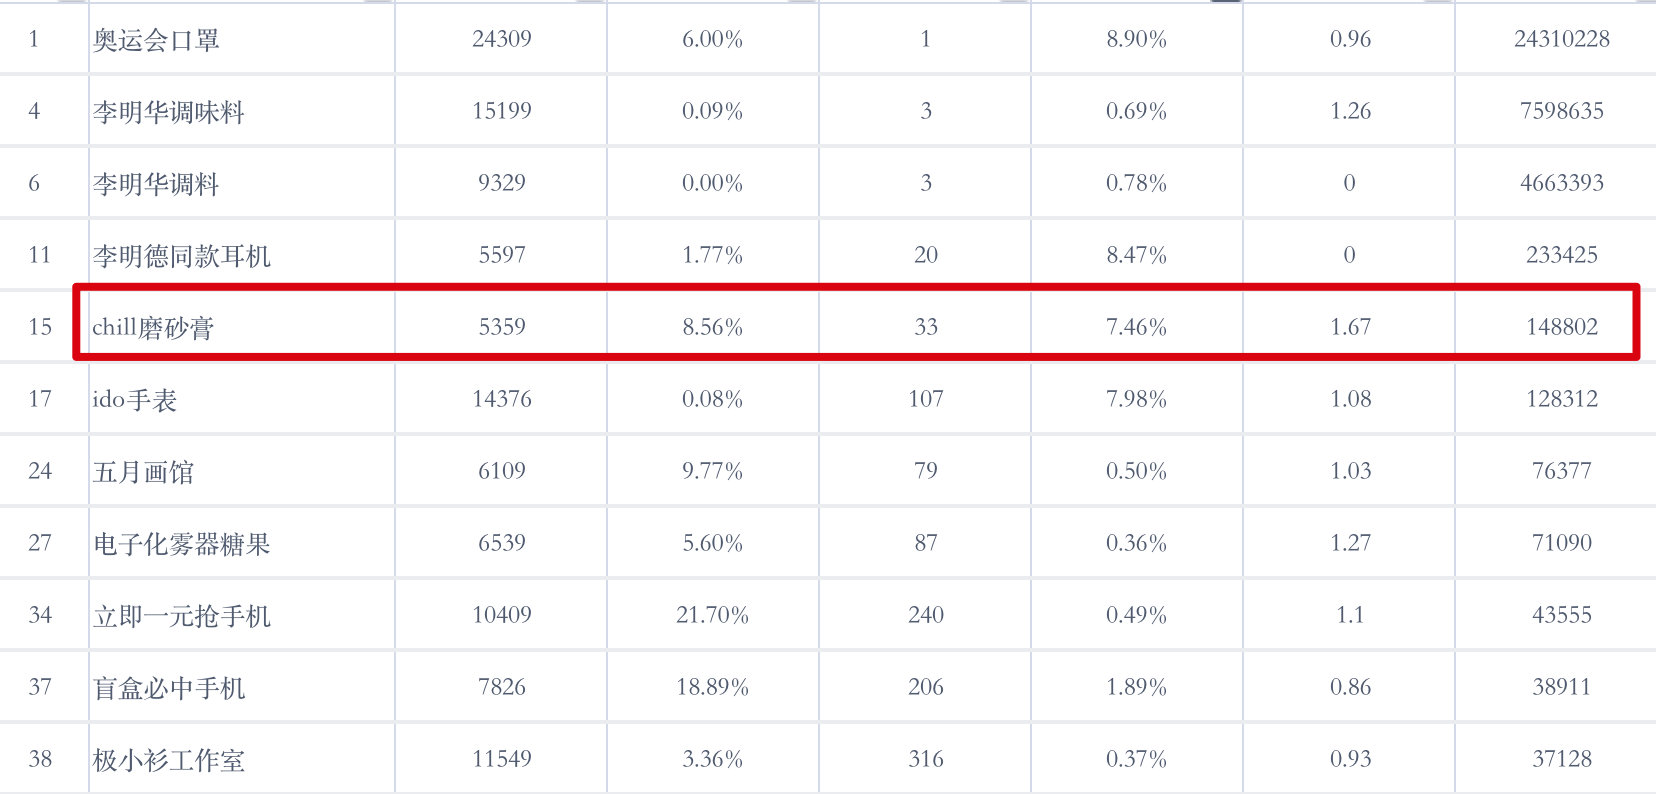 1 奥运会口罩 24309 6.00% 1 8.90% 0.96 24310228
4 李明华调味料 15199 0.09% 3 0.69% 1.26 7598635
6 李明华调料 9329 0.00% 3 0.78% 0 4663393
11 李明德同款耳机 5597 1.77% 20 8.47% 0 233425
15 chill磨砂膏 5359 8.56% 33 7.46% 1.67 148802
17 ido手表 14376 0.08% 107 7.98% 1.08 128312
24 五月画馆 6109 9.77% 79 0.50% 1.03 76377
27 电子化雾器糖果 6539 5.60% 87 0.36% 1.27 71090
34 立即一元抢手机 10409 21.70% 240 0.49% 1.1 43555
37 盲盒必中手机 7826 18.89% 206 1.89% 0.86 38911
38 极小衫工作室 11549 3.36% 316 0.37% 0.93 37128